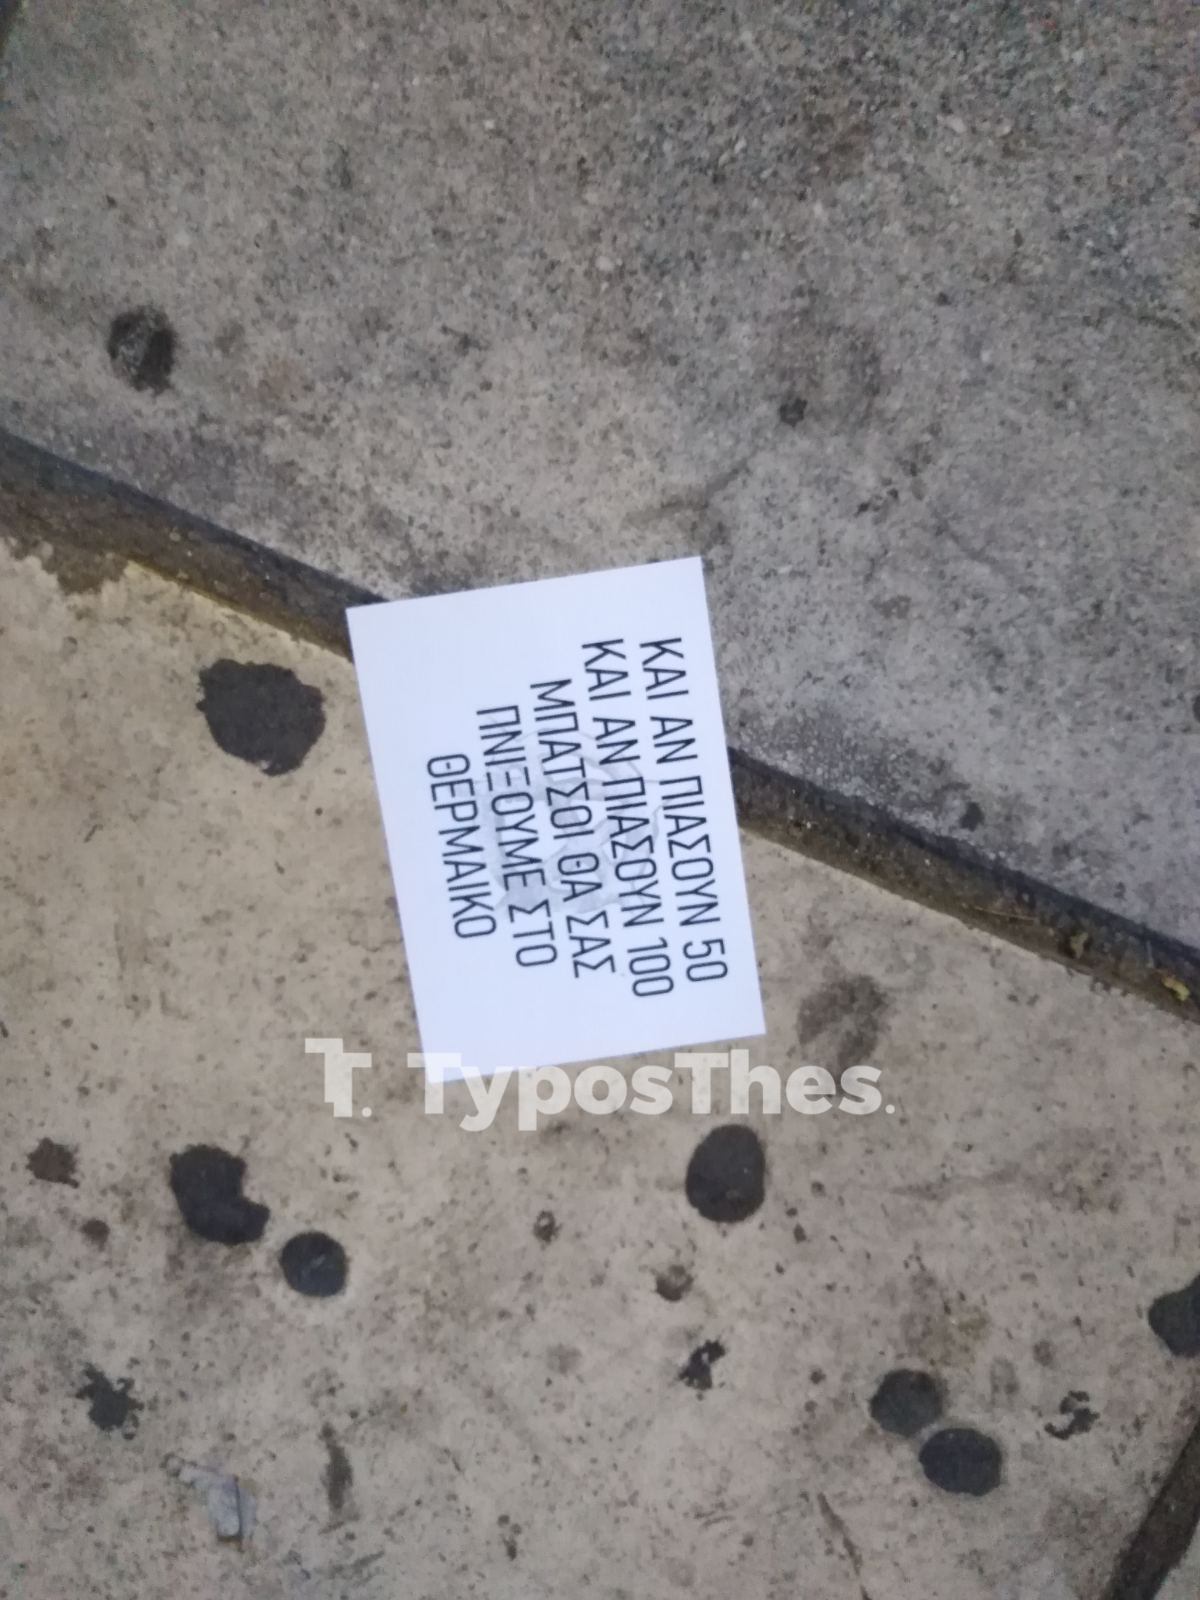 ΚΑΙ ΑΝ ΠΙΑΣΟΥΝ 50
ΚΑΙ ΑΝ ΠΙΑΣΟΥΝ 100
ΜΠΑΤΣΟΙ ΘΑ ΣΑΣ
ΠΝΙΞΟΥΜΕ ΣΤΟ
ΘΕΡΜΑΙΚΟ
T. TyposThes.